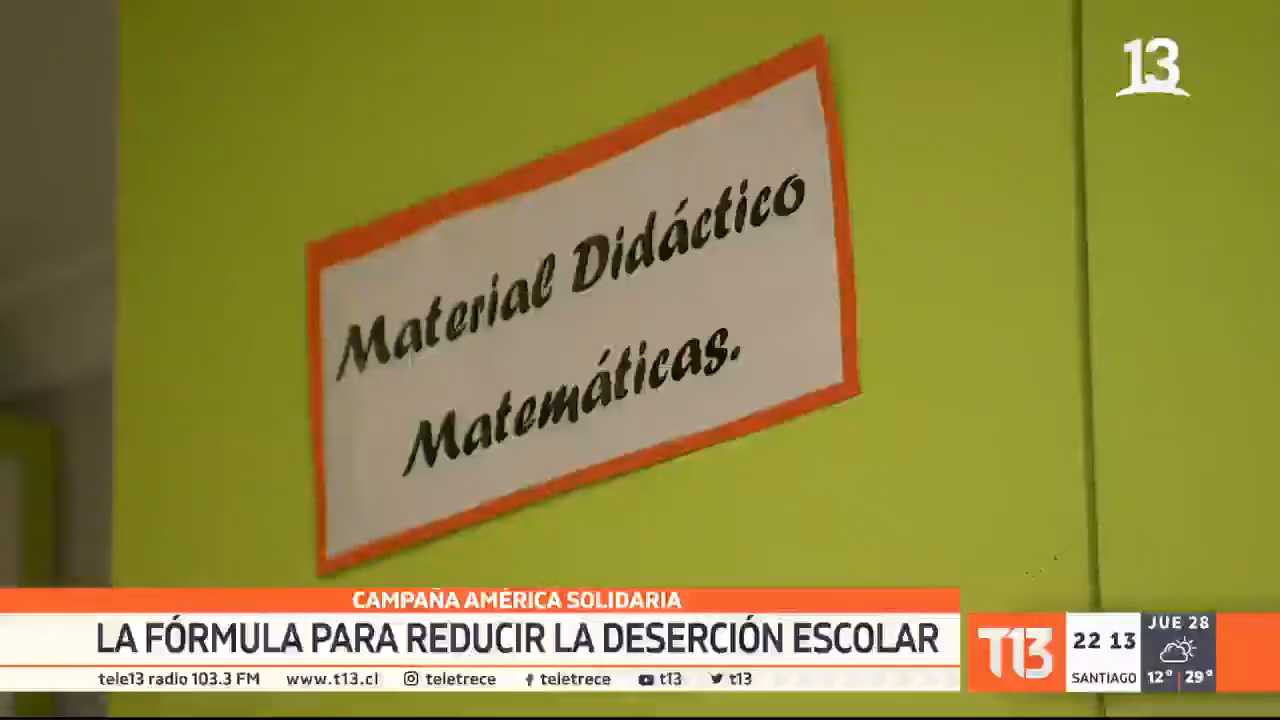 13
Material Didáctico
Matemáticas.
CAMPAÑA AMÉRICA SOLIDARIA
LA FÓRMULA PARA REDUCIR LA DESERCIÓN ESCOLAR
tele13 radio 103.3 FM www.t13.cl teletrece teletrece t13 t13
T13
22 13
SANTIAGO
JUE 28
12° 29°